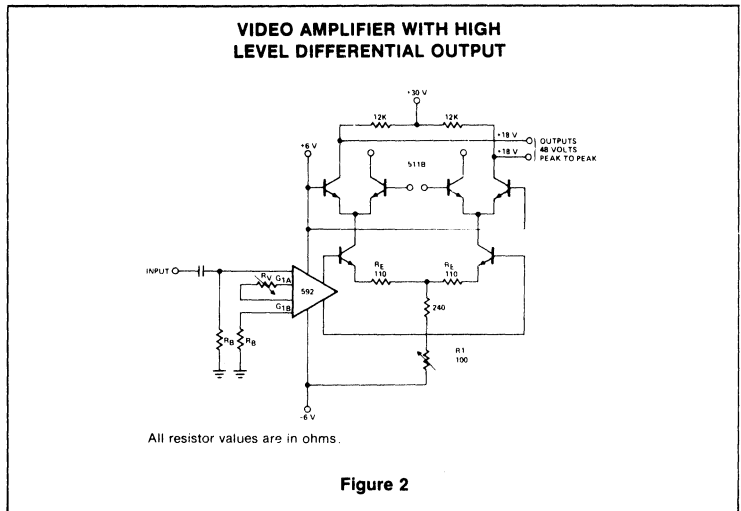 VIDEO AMPLIFIER WITH HIGH
LEVEL DIFFERENTIAL OUTPUT
+30 V
12K 12K
+6 V
+18 V
OUTPUTS
48 VOLTS
PEAK TO PEAK
+18 V
511B
INPUT
RV
G1A
592
G1B
RE
110
RE
110
240
RB
RB
R1
100
-6 V
All resistor values are in ohms.
Figure 2